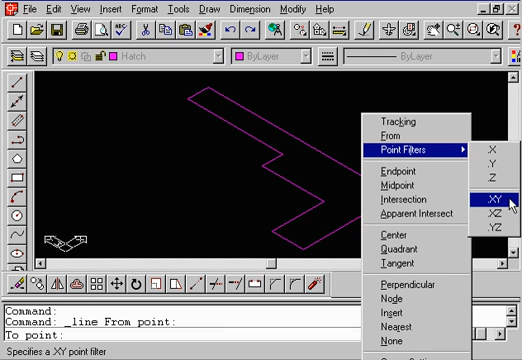 File Edit View Insert Format Tools Draw Dimension Modify Help
ABC
Hatch ByLayer ByLayer
Tracking
From
Point Filters
.X
.Y
.Z
.XY
.XZ
.YZ
Endpoint
Midpoint
Intersection
Apparent Intersect
Center
Quadrant
Tangent
Perpendicular
Node
Insert
Nearest
None
Command:
Command: _line From point:
To point:
Specifies a .XY point filter